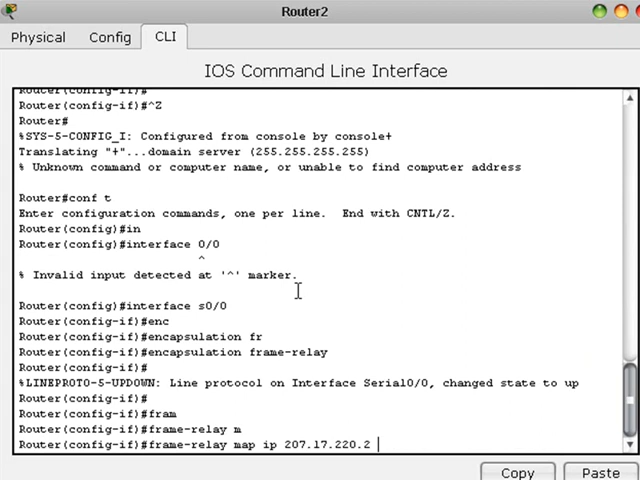 Router2
Physical Config CLI
IOS Command Line Interface
Router(config-if)#
Router(config-if)#^Z
Router#
%SYS-5-CONFIG_I: Configured from console by console+
Translating "+"...domain server (255.255.255.255)
% Unknown command or computer name, or unable to find computer address
Router#conf t
Enter configuration commands, one per line.  End with CNTL/Z.
Router(config)#in
Router(config)#interface 0/0
^
% Invalid input detected at '^' marker.
Router(config)#interface s0/0
Router(config-if)#enc
Router(config-if)#encapsulation fr
Router(config-if)#encapsulation frame-relay
Router(config-if)#
%LINEPROTO-5-UPDOWN: Line protocol on Interface Serial0/0, changed state to up
Router(config-if)#
Router(config-if)#fram
Router(config-if)#frame-relay m
Router(config-if)#frame-relay map ip 207.17.220.2
Copy Paste